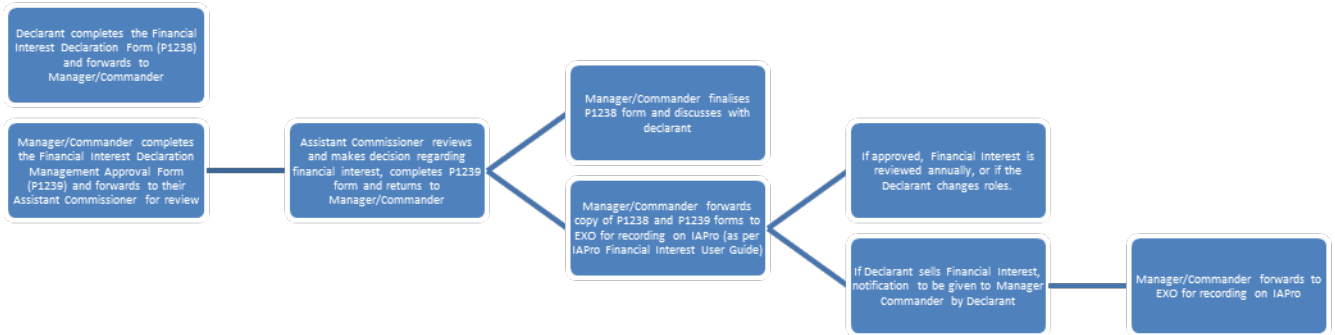 Declarant completes the Financial
Interest Declaration Form (P1238)
and forwards to
Manager/Commander
Manager/Commander completes
the Financial Interest Declaration
Management Approval Form
(P1239) and forwards to their
Assistant Commissioner for review
Assistant Commissioner reviews
and makes decision regarding
financial interest, completes P1239
form and returns to
Manager/Commander
Manager/Commander finalises
P1238 form and discusses with
declarant
Manager/Commander forwards
copy of P1238 and P1239 forms to
EXO for recording on IAPro (as per
IAPro Financial Interest User Guide)
If approved, Financial Interest is
reviewed annually, or if the
Declarant changes roles.
If Declarant sells Financial Interest,
notification to be given to Manager
Commander by Declarant
Manager/Commander forwards to
EXO for recording on IAPro